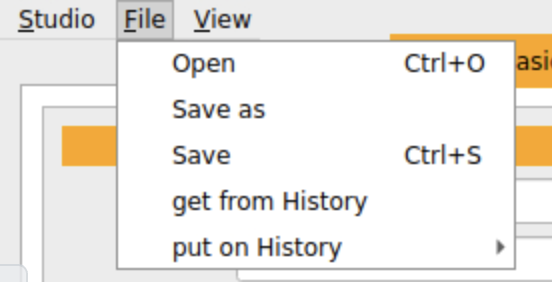 Studio File View
Open Ctrl+O
asi
Save as
Save Ctrl+S
get from History
put on History